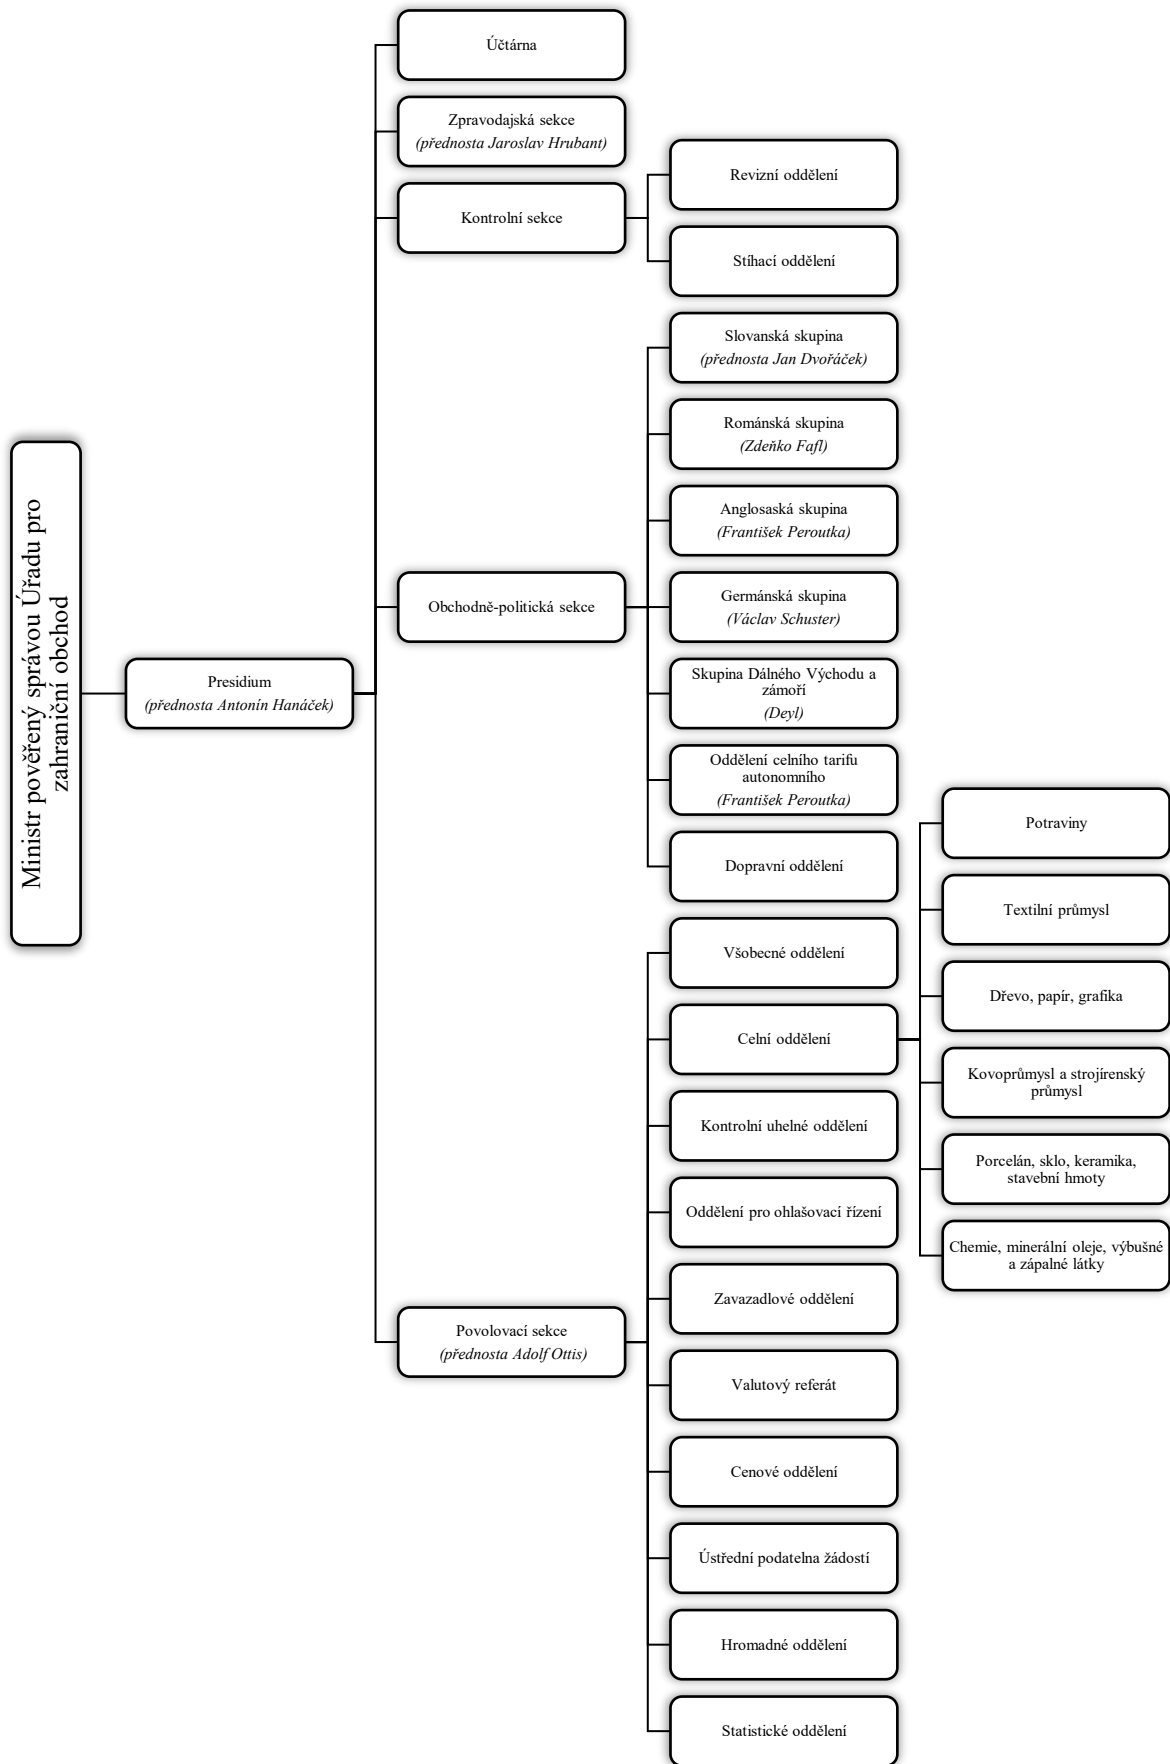 Ministr pověřený správou Úřadu pro
zahraniční obchod
Presidium
(přednosta Antonín Hanáček)
Účtárna
Zpravodajská sekce
(přednosta Jaroslav Hrubant)
Kontrolní sekce
Revizní oddělení
Stíhací oddělení
Obchodně-politická sekce
Slovanská skupina
(přednosta Jan Dvořáček)
Románská skupina
(Zdeňko Fafl)
Anglosaská skupina
(František Peroutka)
Germánská skupina
(Václav Schuster)
Skupina Dálného Východu a
zámoří
(Deyl)
Oddělení celního tarifu
autonomního
(František Peroutka)
Dopravní oddělení
Povolovací sekce
(přednosta Adolf Ottis)
Všobecné oddělení
Celní oddělení
Potraviny
Textilní průmysl
Dřevo, papír, grafika
Kovoprůmysl a strojírenský
průmysl
Porcelán, sklo, keramika,
stavební hmoty
Chemie, minerální oleje, výbušné
a zápalné látky
Kontrolní uhelné oddělení
Oddělení pro ohlašovací řízení
Zavazadlové oddělení
Valutový referát
Cenové oddělení
Ústřední podatelna žádostí
Hromadné oddělení
Statistické oddělení